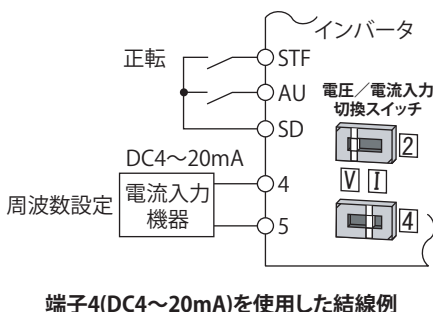 インバータ
正転
STF
AU
SD
電圧／電流入力
切換スイッチ
2
V I
4
DC4～20mA
周波数設定
電流入力
機器
4
5
端子4(DC4～20mA)を使用した結線例